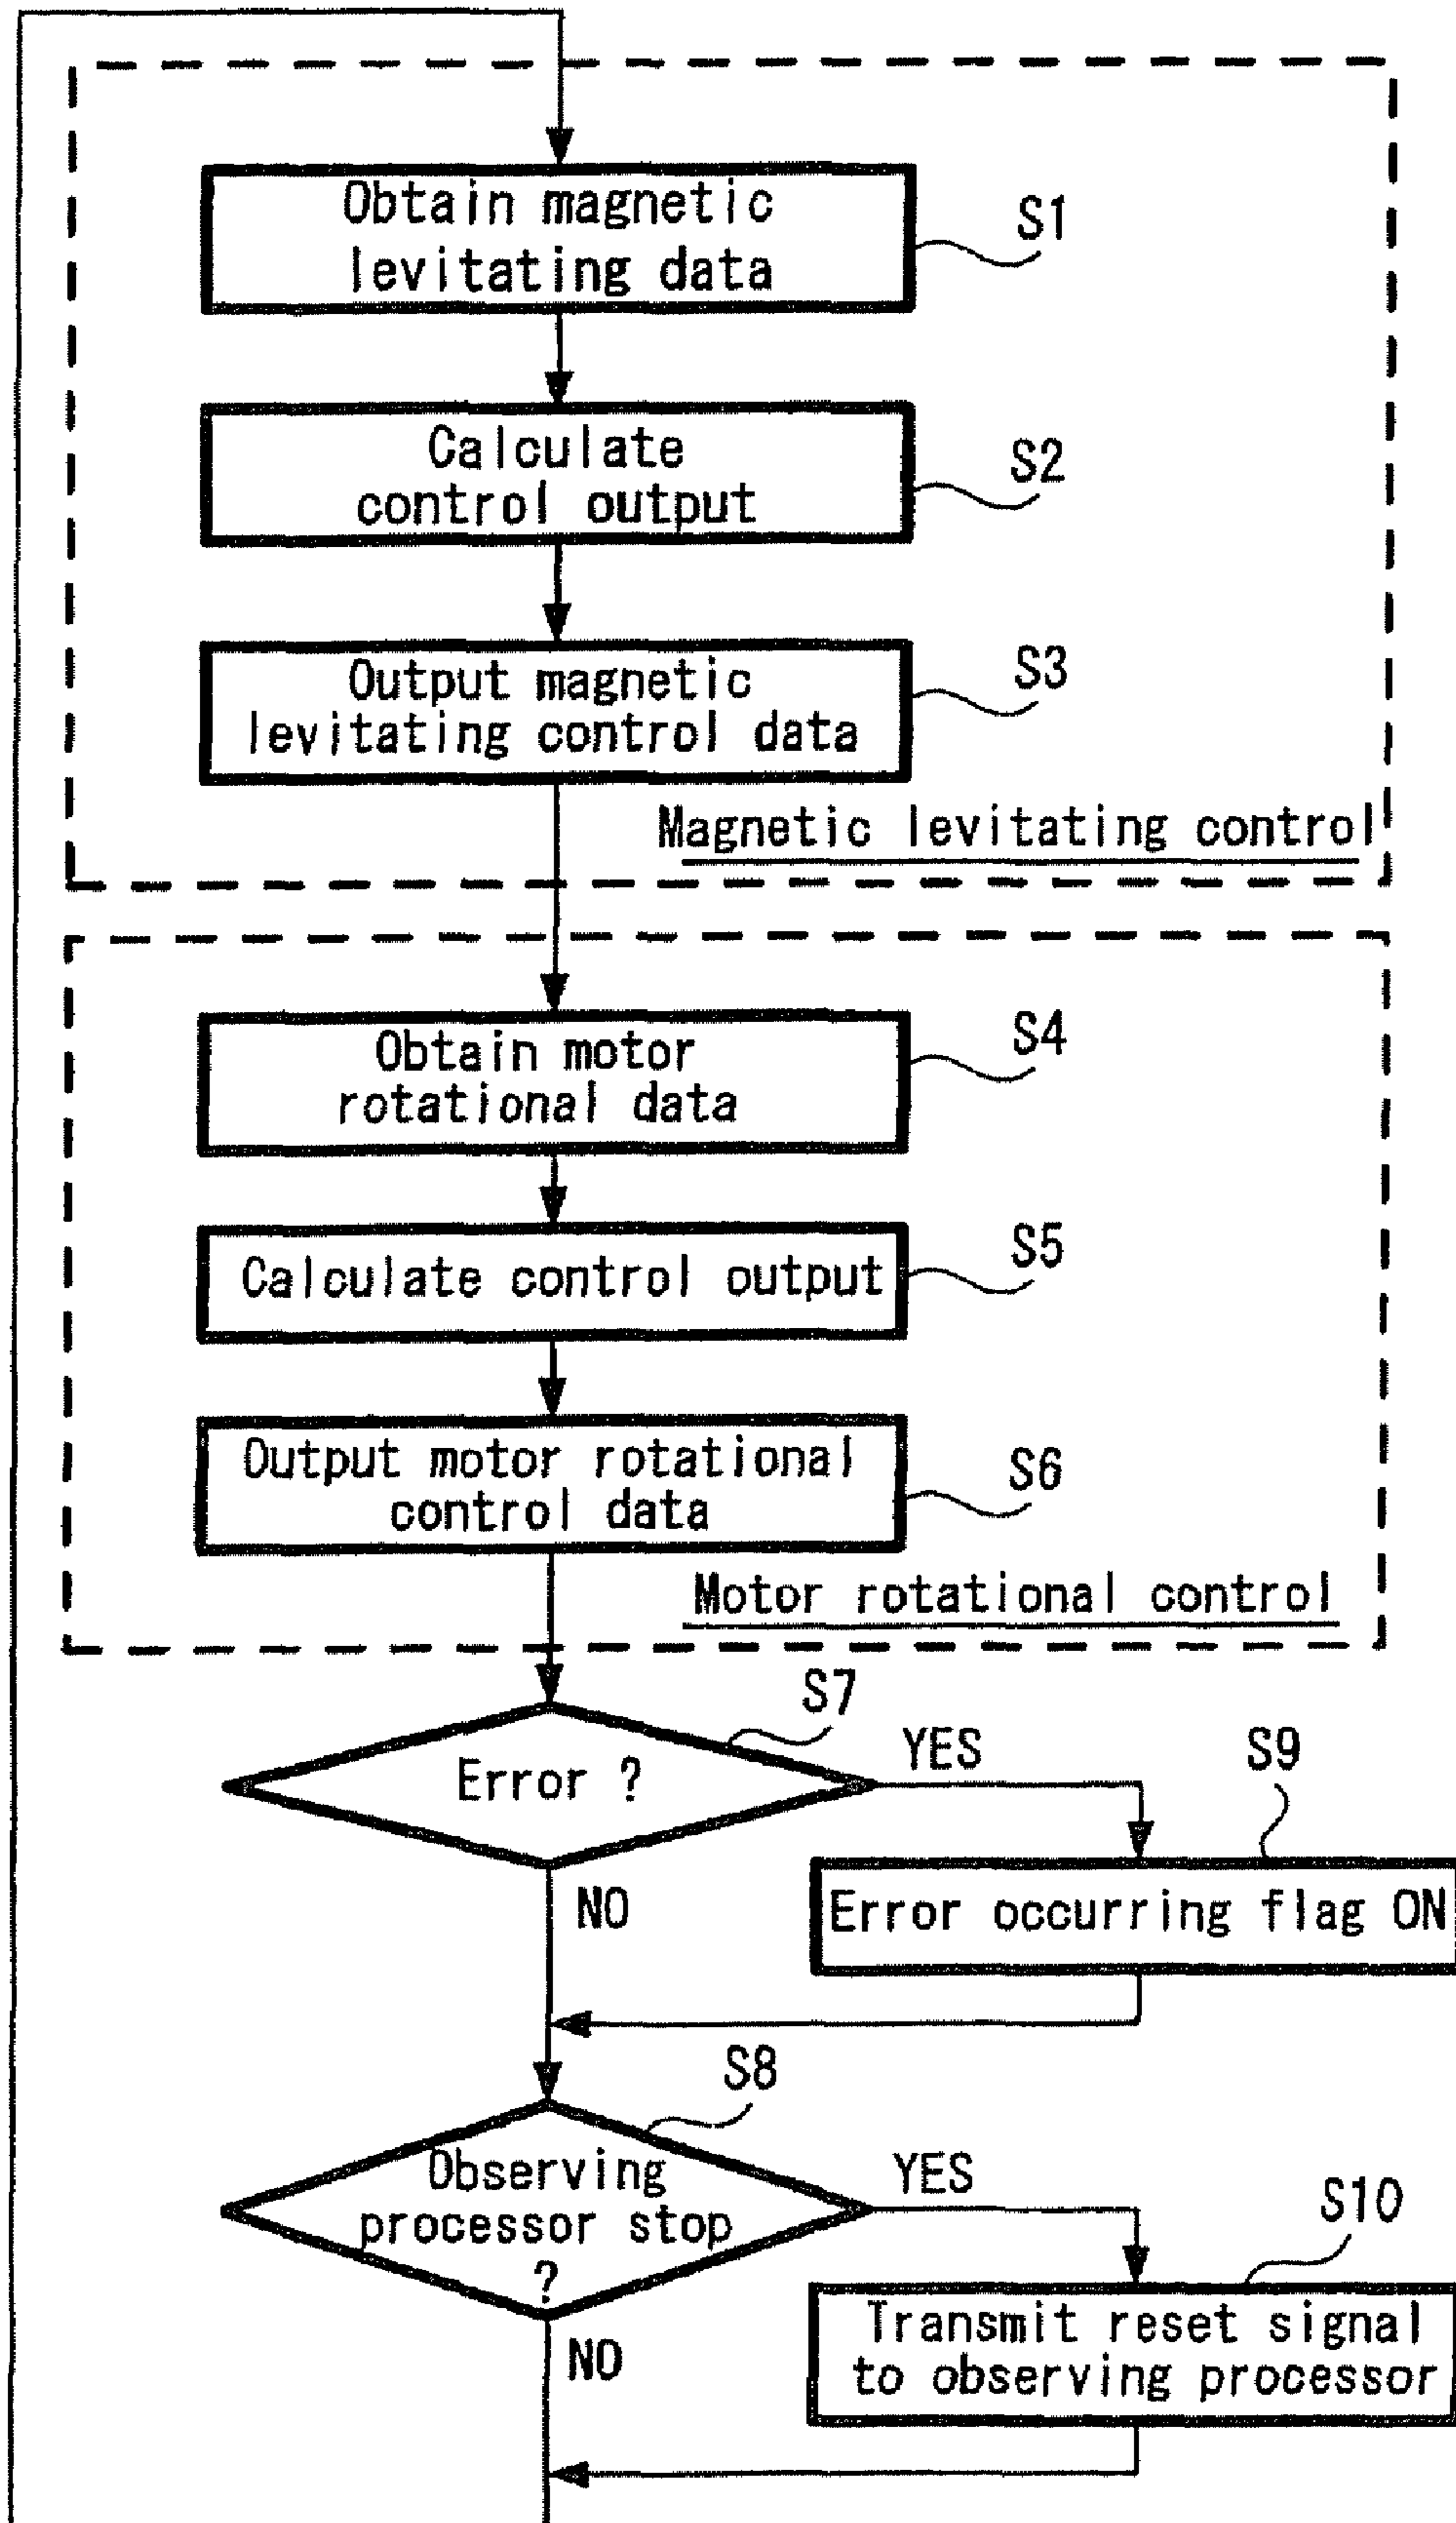 Obtain magnetic
levitating data
S1
Calculate
control output
S2
Output magnetic
levitating control data
S3
Magnetic levitating control
Obtain motor
rotational data
S4
Calculate control output
S5
Output motor rotational
control data
S6
Motor rotational control
S7
Error ?
YES
S9
NO
Error occurring flag ON
S8
Observing
processor stop
?
YES
S10
NO
Transmit reset signal
to observing processor